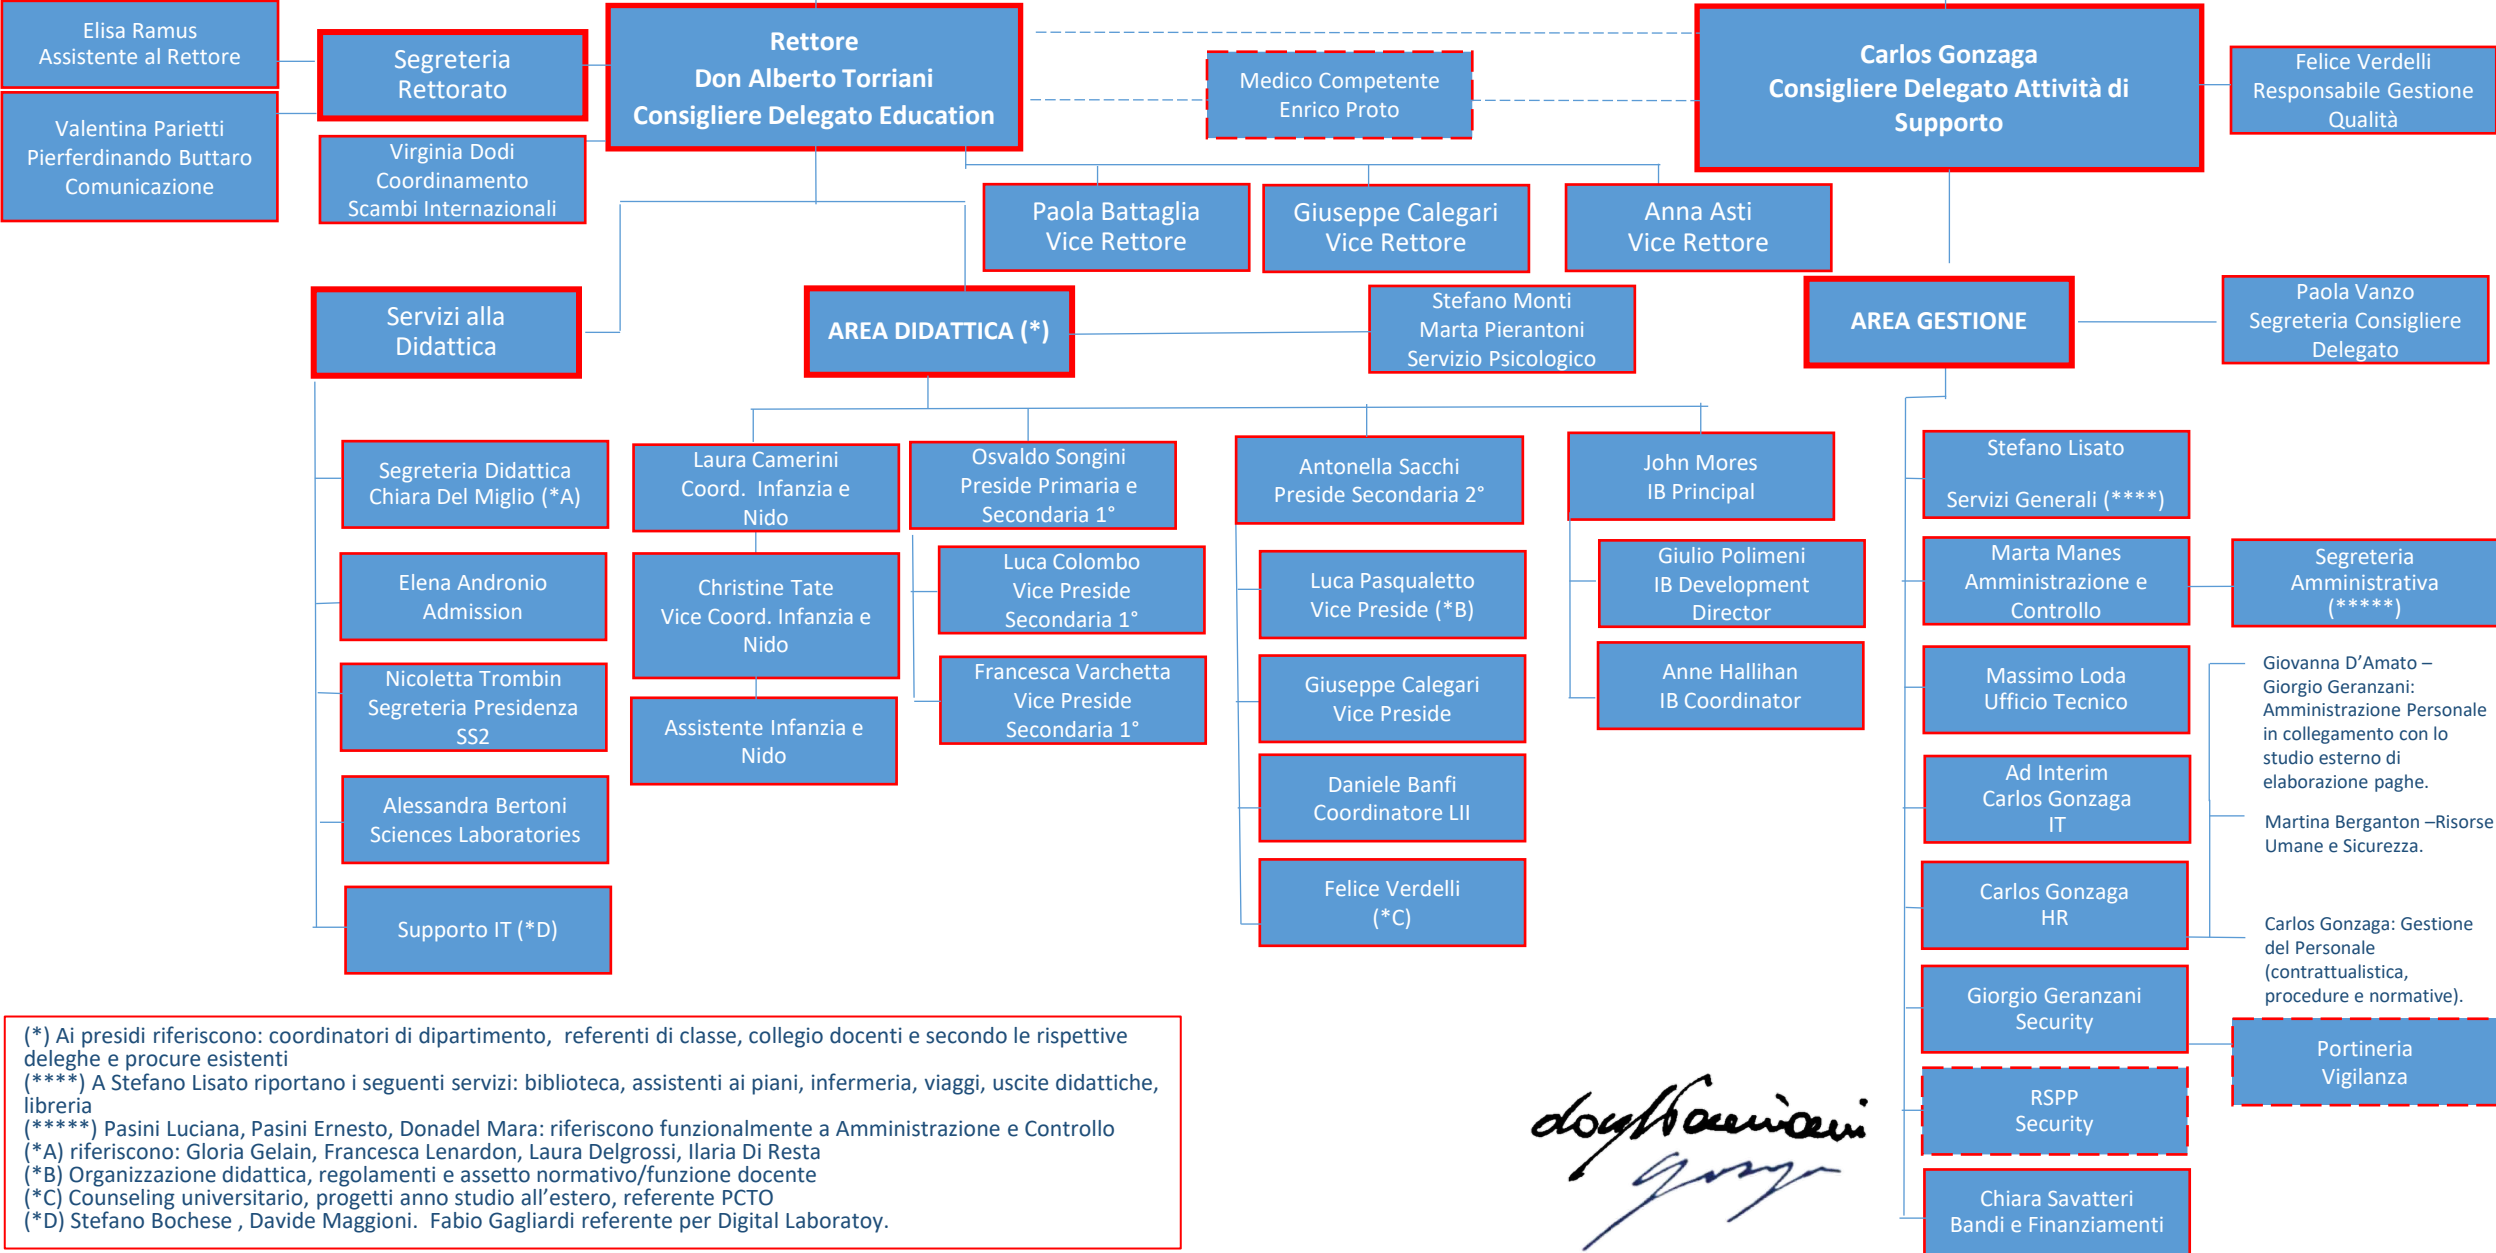 Elisa Ramus
Assistente al Rettore
Segreteria
Rettorato
Valentina Parietti
Pierferdinando Buttaro
Comunicazione
Virginia Dodi
Coordinamento
Scambi Internazionali
Rettore
Don Alberto Torriani
Consigliere Delegato Education
Medico Competente
Enrico Proto
Carlos Gonzaga
Consigliere Delegato Attività di
Supporto
Felice Verdelli
Responsabile Gestione
Qualità
Paola Battaglia
Vice Rettore
Giuseppe Calegari
Vice Rettore
Anna Asti
Vice Rettore
Servizi alla
Didattica
AREA DIDATTICA (*)
Stefano Monti
Marta Pierantoni
Servizio Psicologico
AREA GESTIONE
Paola Vanzo
Segreteria Consigliere
Delegato
Segreteria Didattica
Chiara Del Miglio (*A)
Elena Andronio
Admission
Nicoletta Trombin
Segreteria Presidenza
SS2
Alessandra Bertoni
Sciences Laboratories
Supporto IT (*D)
Laura Camerini
Coord. Infanzia e
Nido
Christine Tate
Vice Coord. Infanzia e
Nido
Assistente Infanzia e
Nido
Osvaldo Songini
Preside Primaria e
Secondaria 1°
Luca Colombo
Vice Preside
Secondaria 1°
Francesca Varchetta
Vice Preside
Secondaria 1°
Antonella Sacchi
Preside Secondaria 2°
Luca Pasqualetto
Vice Preside (*B)
Giuseppe Calegari
Vice Preside
Daniele Banfi
Coordinatore LII
Felice Verdelli
(*C)
John Mores
IB Principal
Giulio Polimeni
IB Development
Director
Anne Hallihan
IB Coordinator
Stefano Lisato
Servizi Generali (****)
Marta Manes
Amministrazione e
Controllo
Segreteria
Amministrativa
(*****)
Massimo Loda
Ufficio Tecnico
Ad Interim
Carlos Gonzaga
IT
Carlos Gonzaga
HR
Giovanna D'Amato –
Giorgio Geranzani:
Amministrazione Personale
in collegamento con lo
studio esterno di
elaborazione paghe.
Martina Berganton –Risorse
Umane e Sicurezza.
Carlos Gonzaga: Gestione
del Personale
(contrattualistica,
procedure e normative).
Giorgio Geranzani
Security
Portineria
Vigilanza
RSPP
Security
Chiara Savatteri
Bandi e Finanziamenti
(*) Ai presidi riferiscono: coordinatori di dipartimento, referenti di classe, collegio docenti e secondo le rispettive
deleghe e procure esistenti
(****) A Stefano Lisato riportano i seguenti servizi: biblioteca, assistenti ai piani, infermeria, viaggi, uscite didattiche,
libreria
(*****) Pasini Luciana, Pasini Ernesto, Donadel Mara: riferiscono funzionalmente a Amministrazione e Controllo
(*A) riferiscono: Gloria Gelain, Francesca Lenardon, Laura Delgrossi, Ilaria Di Resta
(*B) Organizzazione didattica, regolamenti e assetto normativo/funzione docente
(*C) Counseling universitario, progetti anno studio all'estero, referente PCTO
(*D) Stefano Bochese , Davide Maggioni. Fabio Gagliardi referente per Digital Laboratoy.